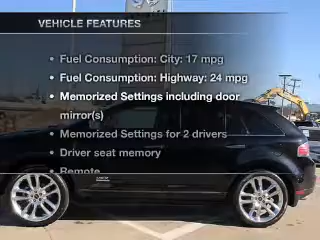 VEHICLE FEATURES
Fuel Consumption: City: 17 mpg
Fuel Consumption: Highway: 24 mpg
Memorized Settings including door
mirror(s)
Memorized Settings for 2 drivers
Driver seat memory
Remote